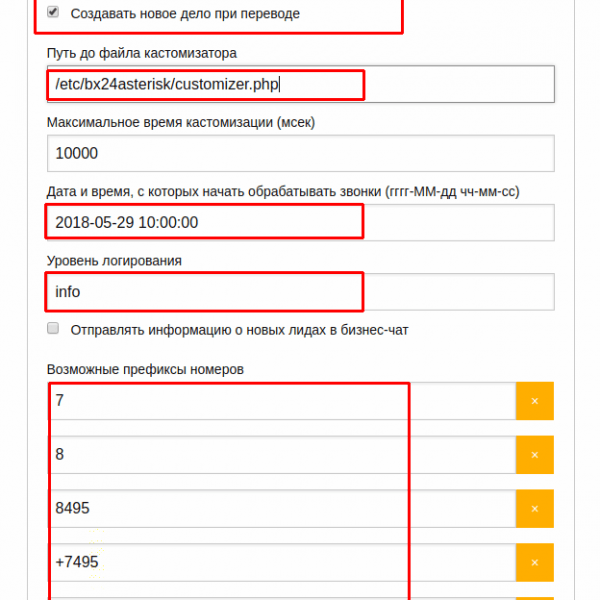 Создавать новое дело при переводе
Путь до файла кастомизатора
/etc/bx24asterisk/customizer.php
Максимальное время кастомизации (мсек)
10000
Дата и время, с которых начать обрабатывать звонки (гггг-ММ-дд чч-мм-сс)
2018-05-29 10:00:00
Уровень логирования
info
Отправлять информацию о новых лидах в бизнес-чат
Возможные префиксы номеров
7 ×
8 ×
8495 ×
+7495 ×